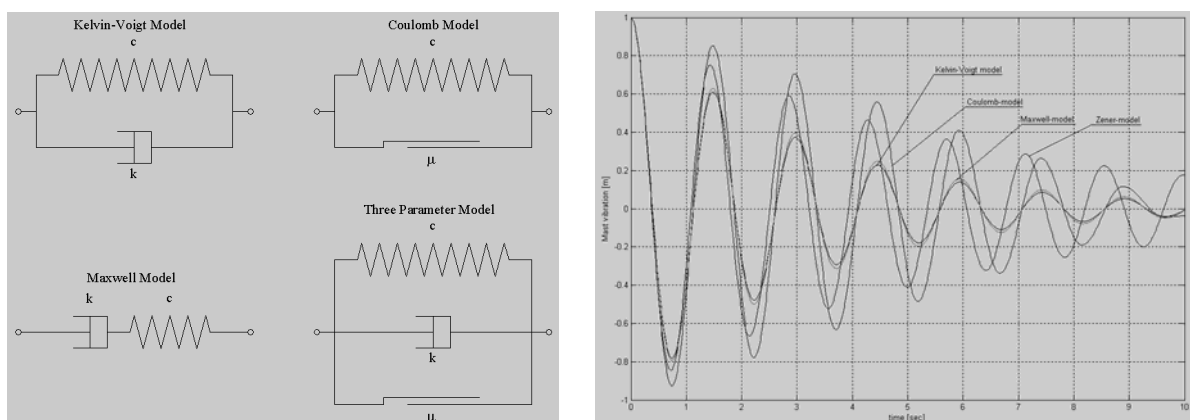 Kelvin-Voigt Model
c
k
Coulomb Model
c
μ
Maxwell Model
k
c
Three Parameter Model
c
k
μ
1
0.8
0.6
0.4
0.2
0
-0.2
-0.4
-0.6
-0.8
-1
Mast vibration [m]
Kelvin-Voigt model
Coulomb-model
Maxwell-model
Zener-model
0 1 2 3 4 5 6 7 8 9 10
time [sec]